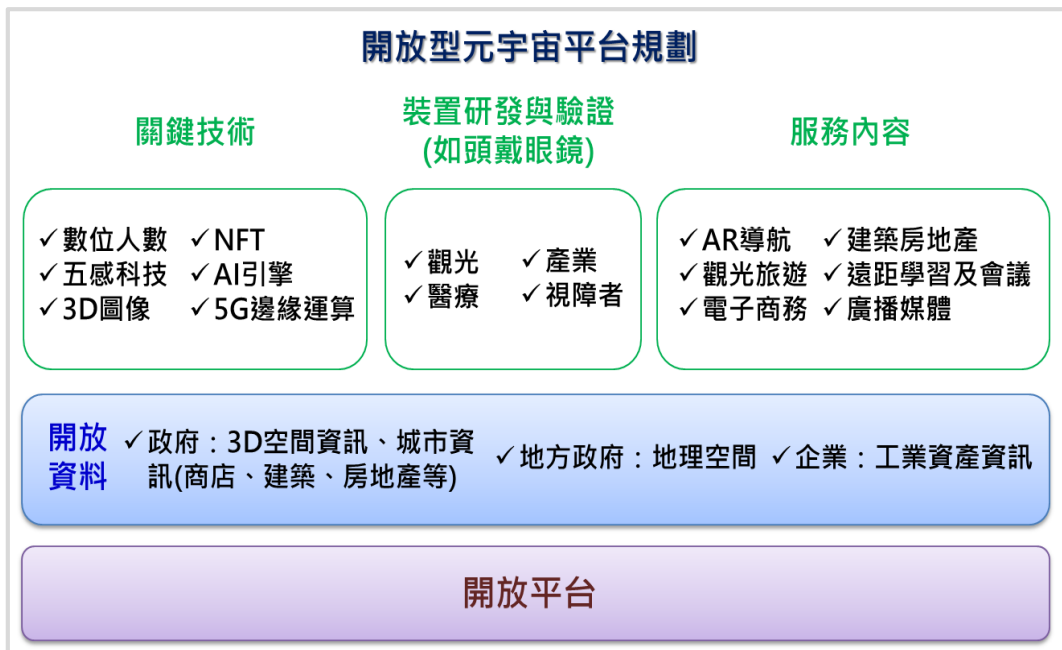 開放型元宇宙平台規劃
關鍵技術
裝置研發與驗證
(如頭戴眼鏡)
服務內容
✓數位人數 ✓NFT
✓五感科技 ✓AI引擎
✓3D圖像 ✓5G邊緣運算
✓觀光 ✓產業
✓醫療 ✓視障者
✓AR導航 ✓建築房地產
✓觀光旅遊 ✓遠距學習及會議
✓電子商務 ✓廣播媒體
開放
資料
✓政府：3D空間資訊、城市資
訊(商店、建築、房地產等)
✓地方政府：地理空間 ✓企業：工業資產資訊
開放平台